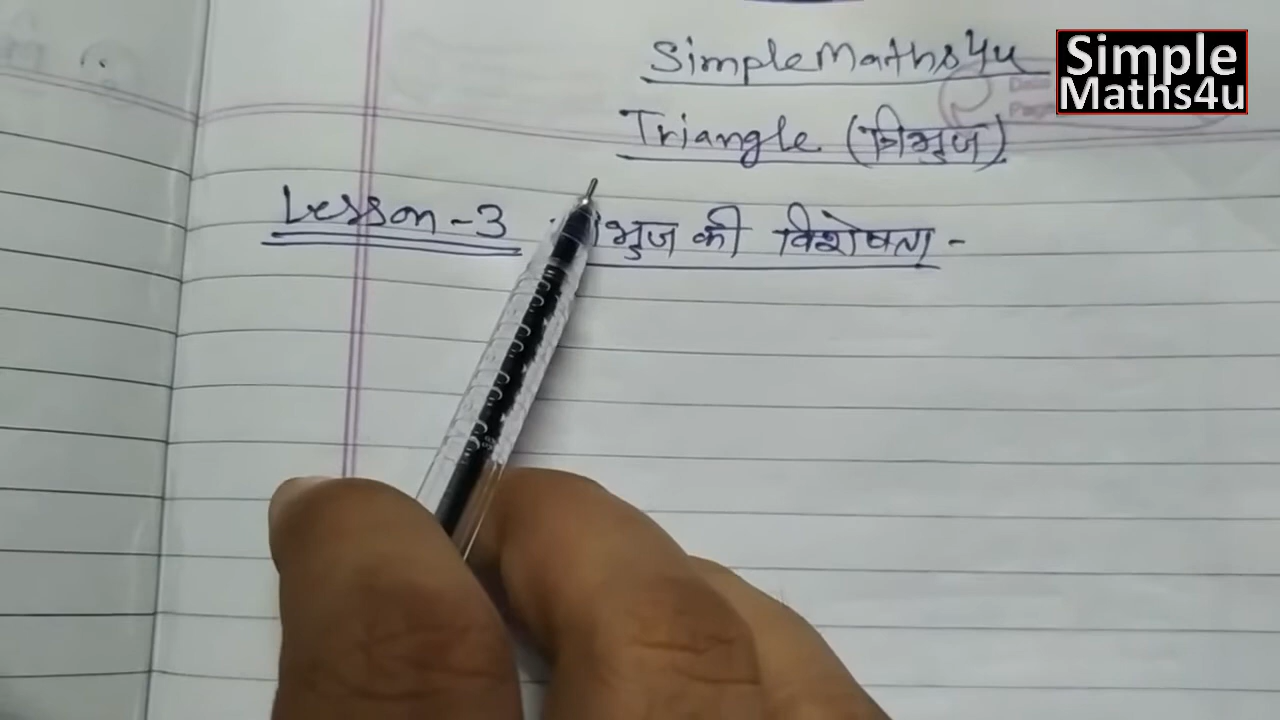 SimpleMaths4u
Simple
Maths4u
Triangle (त्रिभुज)
Lesson-3 की विशेषता -